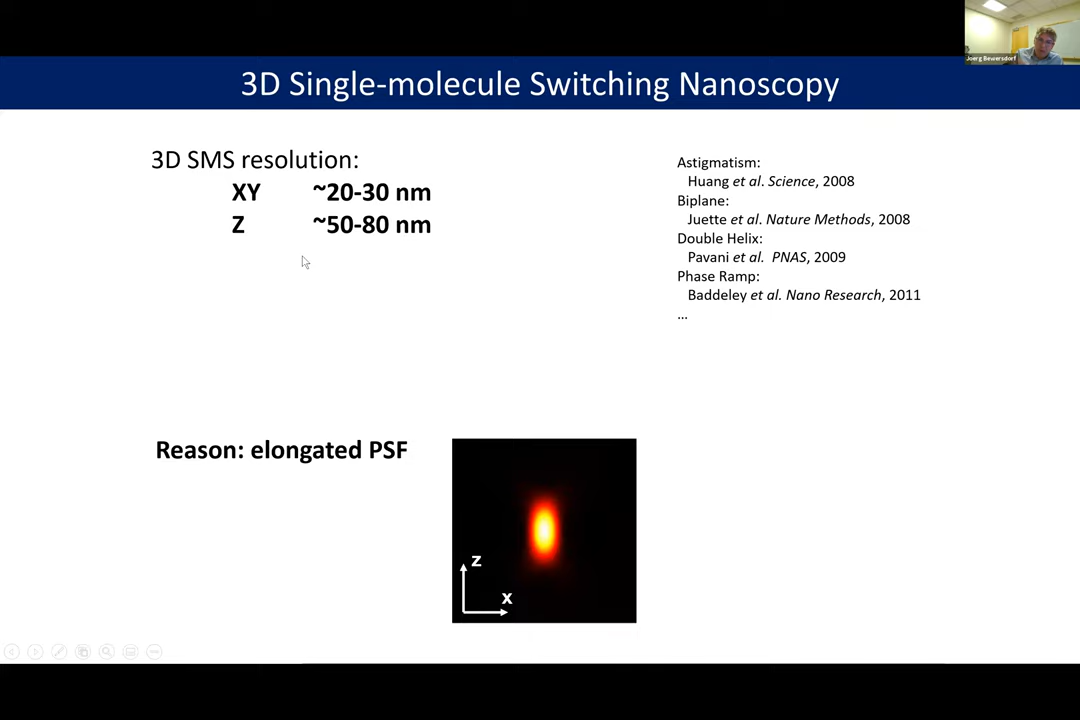 Joerg Bewersdorf
3D Single-molecule Switching Nanoscopy
3D SMS resolution:
XY ~20-30 nm
Z ~50-80 nm
Astigmatism:
Huang et al. Science, 2008
Biplane:
Juette et al. Nature Methods, 2008
Double Helix:
Pavani et al. PNAS, 2009
Phase Ramp:
Baddeley et al. Nano Research, 2011
...
Reason: elongated PSF
z
x